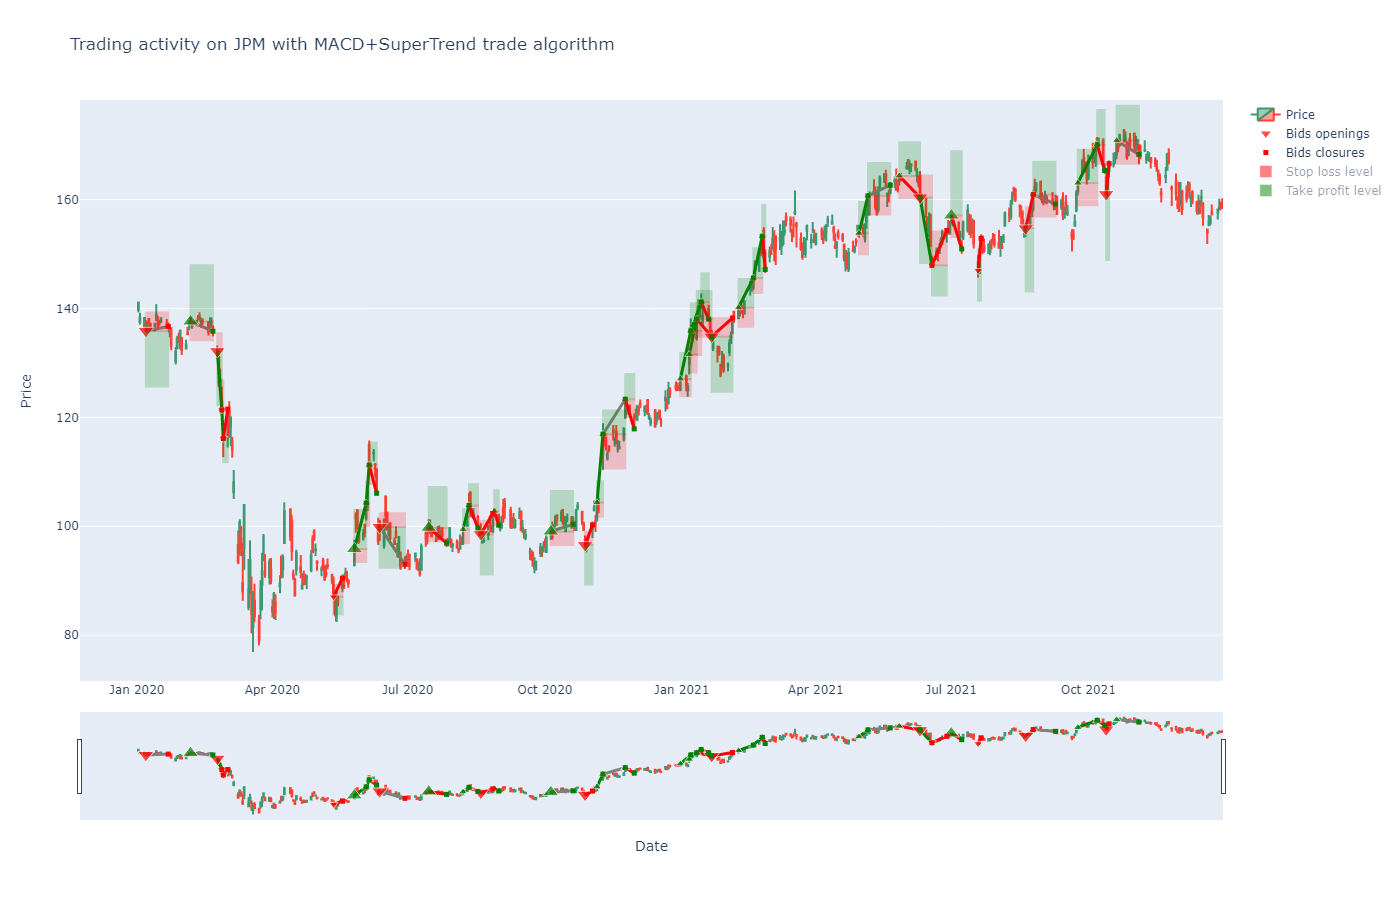 Trading activity on JPM with MACD+SuperTrend trade algorithm
Price
Bids openings
Bids closures
Stop loss level
Take profit level
160
140
120
100
80
Price
Jan 2020
Apr 2020
Jul 2020
Oct 2020
Jan 2021
Apr 2021
Jul 2021
Oct 2021
Date